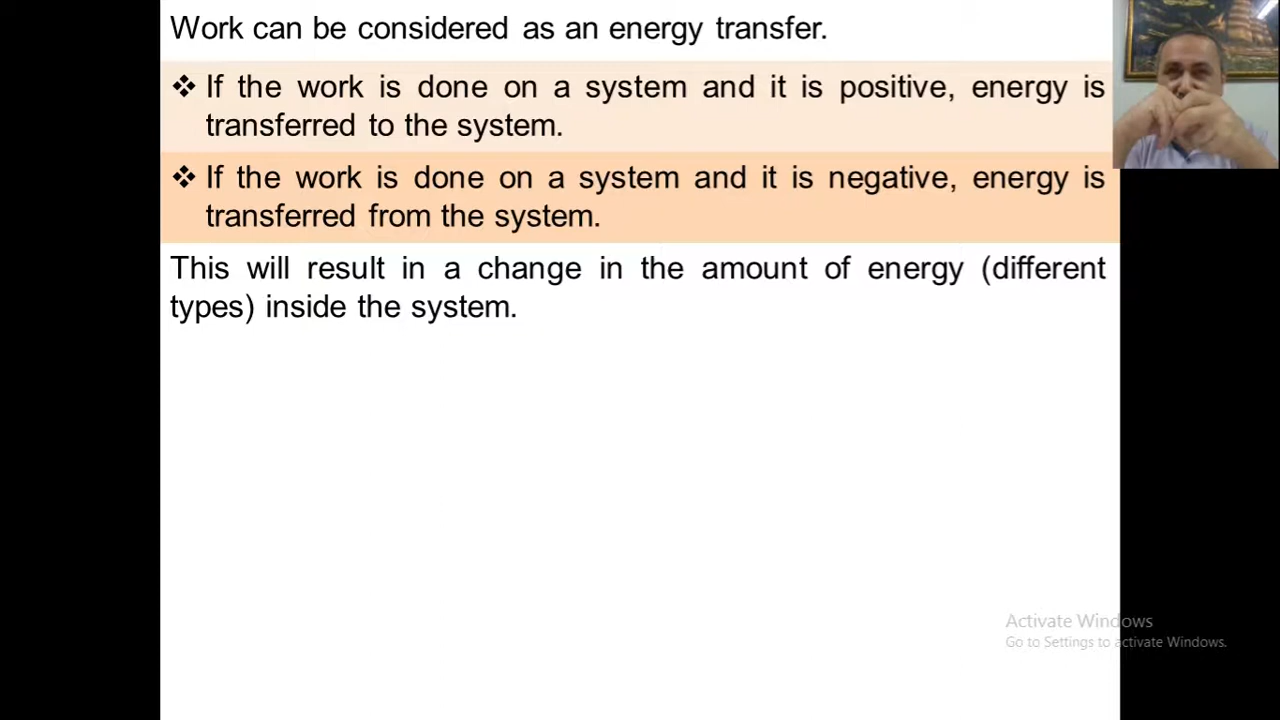 Work can be considered as an energy transfer.
❖ If the work is done on a system and it is positive, energy is
transferred to the system.
❖ If the work is done on a system and it is negative, energy is
transferred from the system.
This will result in a change in the amount of energy (different
types) inside the system.
Activate Windows
Go to Settings to activate Windows.